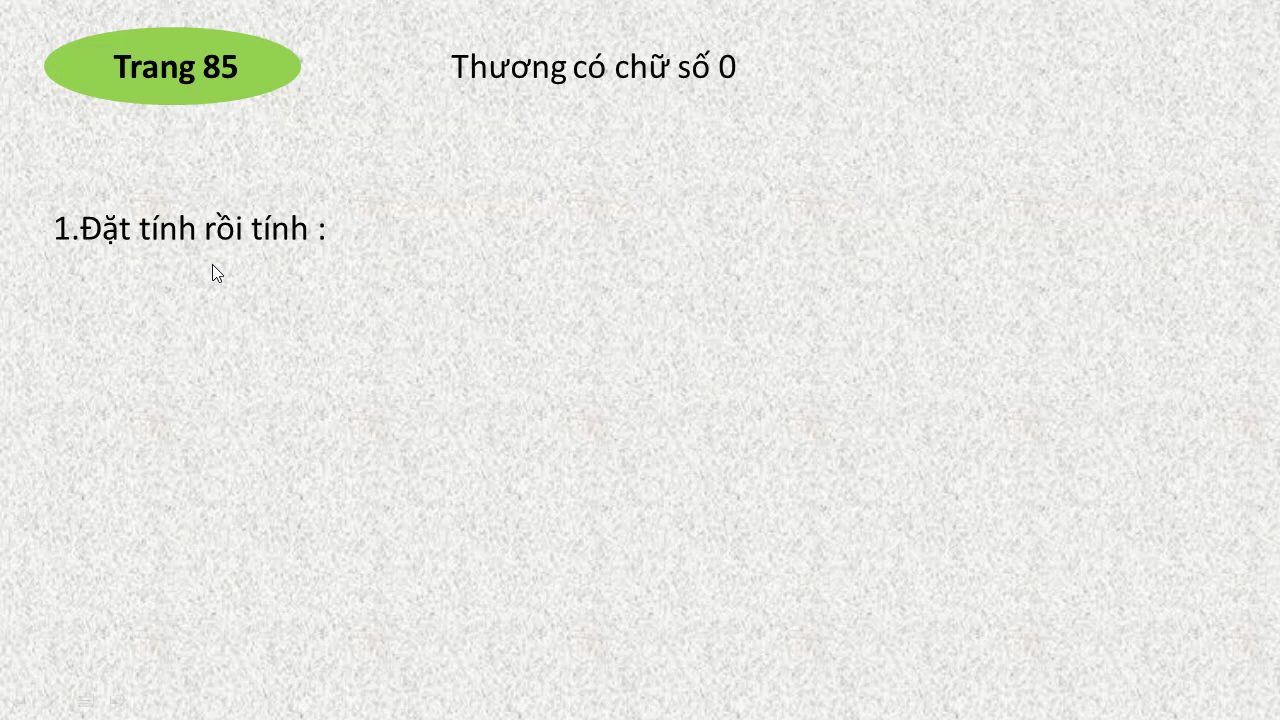 Trang 85
Thương có chữ số 0
1.Đặt tính rồi tính :